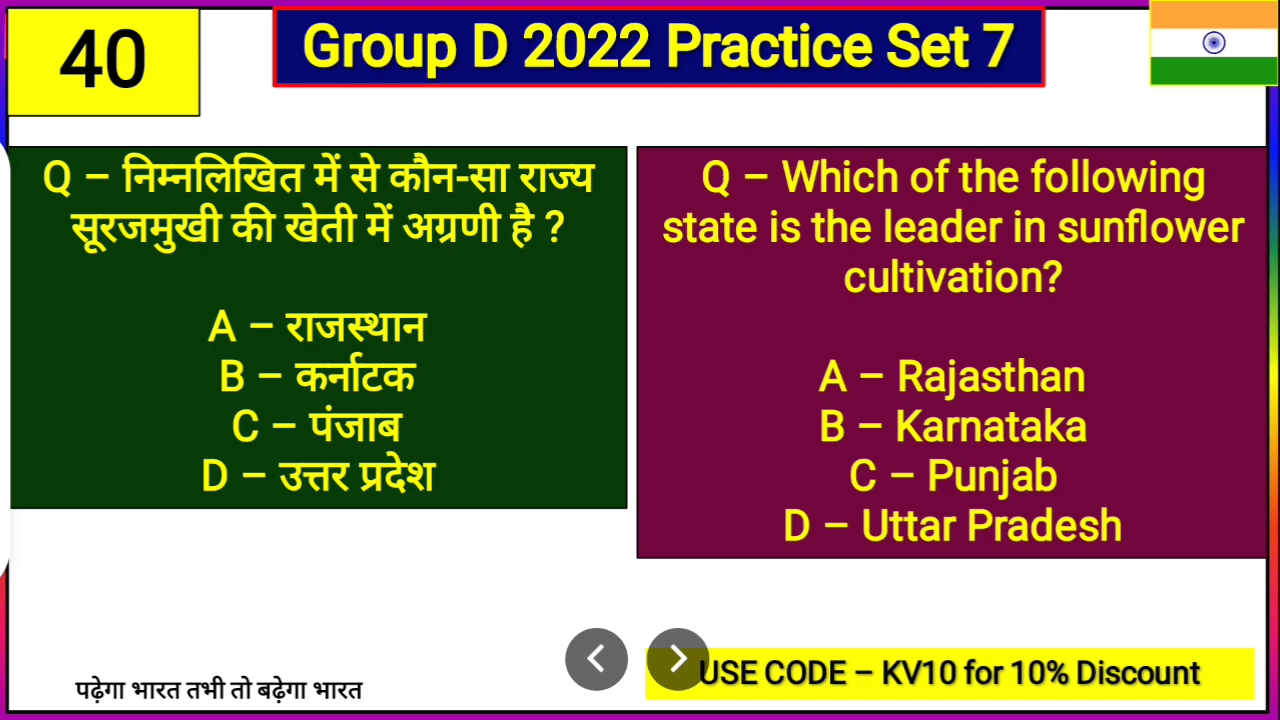 40
Group D 2022 Practice Set 7
Q – निम्नलिखित में से कौन-सा राज्य
सूरजमुखी की खेती में अग्रणी है ?
A – राजस्थान
B – कर्नाटक
C – पंजाब
D – उत्तर प्रदेश
Q – Which of the following
state is the leader in sunflower
cultivation?
A – Rajasthan
B – Karnataka
C – Punjab
D – Uttar Pradesh
पढ़ेगा भारत तभी तो बढ़ेगा भारत
USE CODE – KV10 for 10% Discount